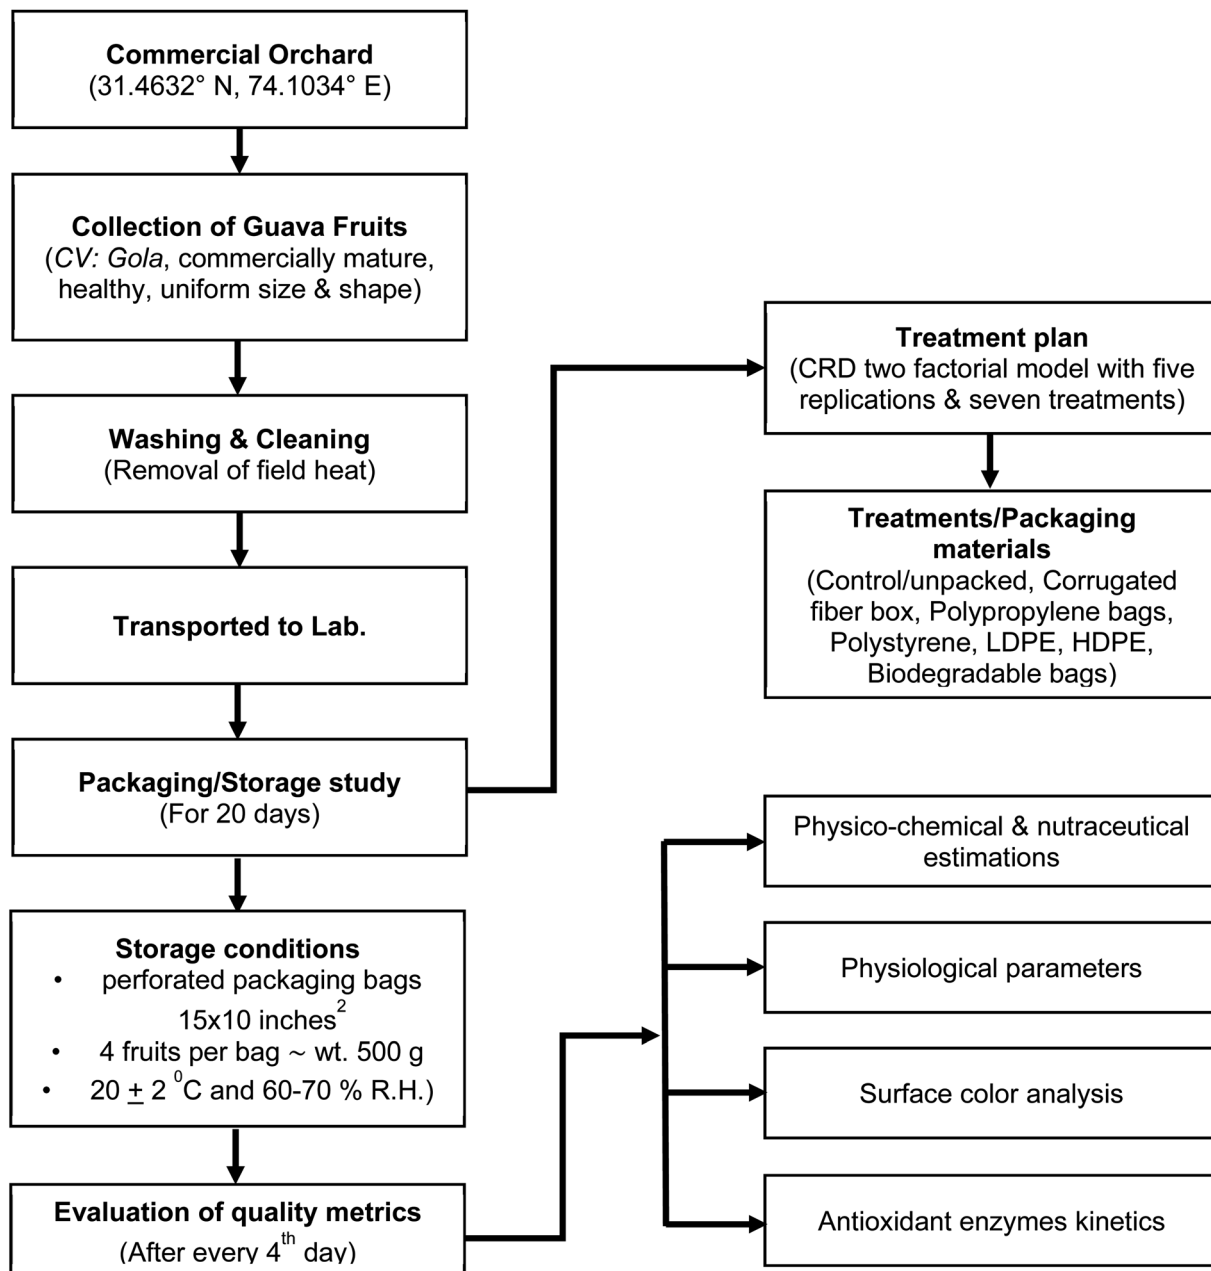 Commercial Orchard
(31.4632° N, 74.1034° E)
Collection of Guava Fruits
(CV: Gola, commercially mature,
healthy, uniform size & shape)
Washing & Cleaning
(Removal of field heat)
Transported to Lab.
Packaging/Storage study
(For 20 days)
Storage conditions
• perforated packaging bags
15x10 inches²
• 4 fruits per bag ~ wt. 500 g
• 20 ± 2 ⁰C and 60-70 % R.H.)
Evaluation of quality metrics
(After every 4th day)
Treatment plan
(CRD two factorial model with five
replications & seven treatments)
Treatments/Packaging
materials
(Control/unpacked, Corrugated
fiber box, Polypropylene bags,
Polystyrene, LDPE, HDPE,
Biodegradable bags)
Physico-chemical & nutraceutical
estimations
Physiological parameters
Surface color analysis
Antioxidant enzymes kinetics